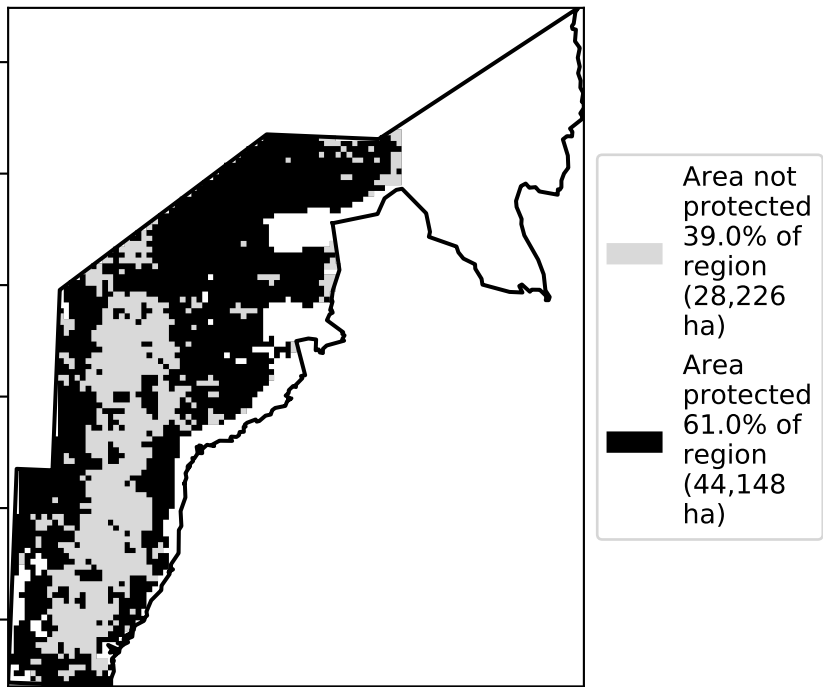 Area not
protected
39.0% of
region
(28,226
ha)
Area
protected
61.0% of
region
(44,148
ha)